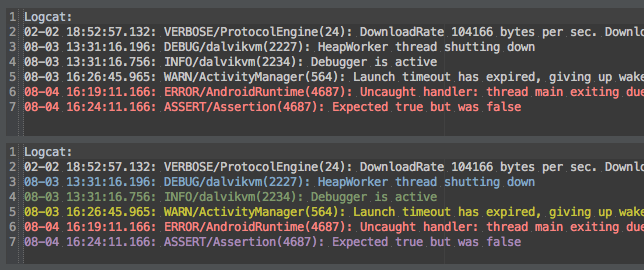 1 Logcat:
2 02-02 18:52:57.132: VERBOSE/ProtocolEngine(24): DownloadRate 104166 bytes per sec. Downloa
3 08-03 13:31:16.196: DEBUG/dalvikvm(2227): HeapWorker thread shutting down
4 08-03 13:31:16.756: INFO/dalvikvm(2234): Debugger is active
5 08-03 16:26:45.965: WARN/ActivityManager(564): Launch timeout has expired, giving up wake
6 08-04 16:19:11.166: ERROR/AndroidRuntime(4687): Uncaught handler: thread main exiting due
7 08-04 16:24:11.166: ASSERT/Assertion(4687): Expected true but was false
1 Logcat:
2 02-02 18:52:57.132: VERBOSE/ProtocolEngine(24): DownloadRate 104166 bytes per sec. Downloa
3 08-03 13:31:16.196: DEBUG/dalvikvm(2227): HeapWorker thread shutting down
4 08-03 13:31:16.756: INFO/dalvikvm(2234): Debugger is active
5 08-03 16:26:45.965: WARN/ActivityManager(564): Launch timeout has expired, giving up wake
6 08-04 16:19:11.166: ERROR/AndroidRuntime(4687): Uncaught handler: thread main exiting due
7 08-04 16:24:11.166: ASSERT/Assertion(4687): Expected true but was false